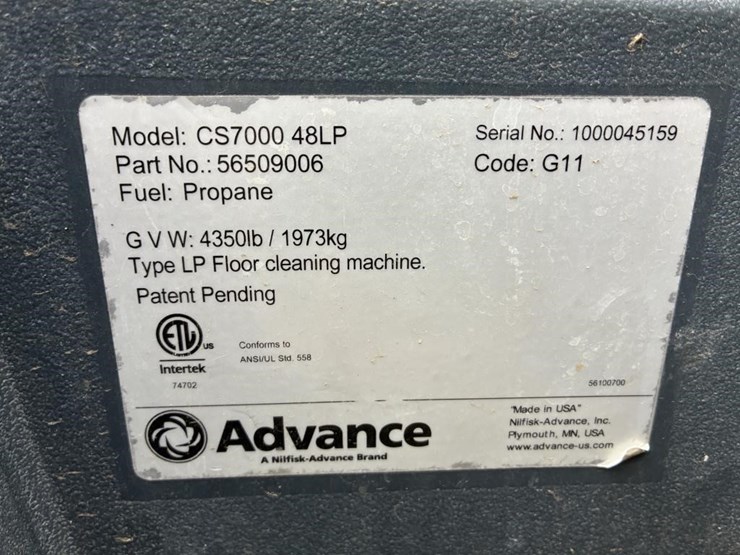 Model: CS7000 48LP
Serial No.: 1000045159
Part No.: 56509006
Code: G11
Fuel: Propane
G V W: 4350lb / 1973kg
Type LP Floor cleaning machine.
Patent Pending
ETL US
Intertek
74702
Conforms to
ANSI/UL Std. 558
56100700
Advance
A Nilfisk-Advance Brand
"Made in USA"
Nilfisk-Advance, Inc.
Plymouth, MN, USA
www.advance-us.com